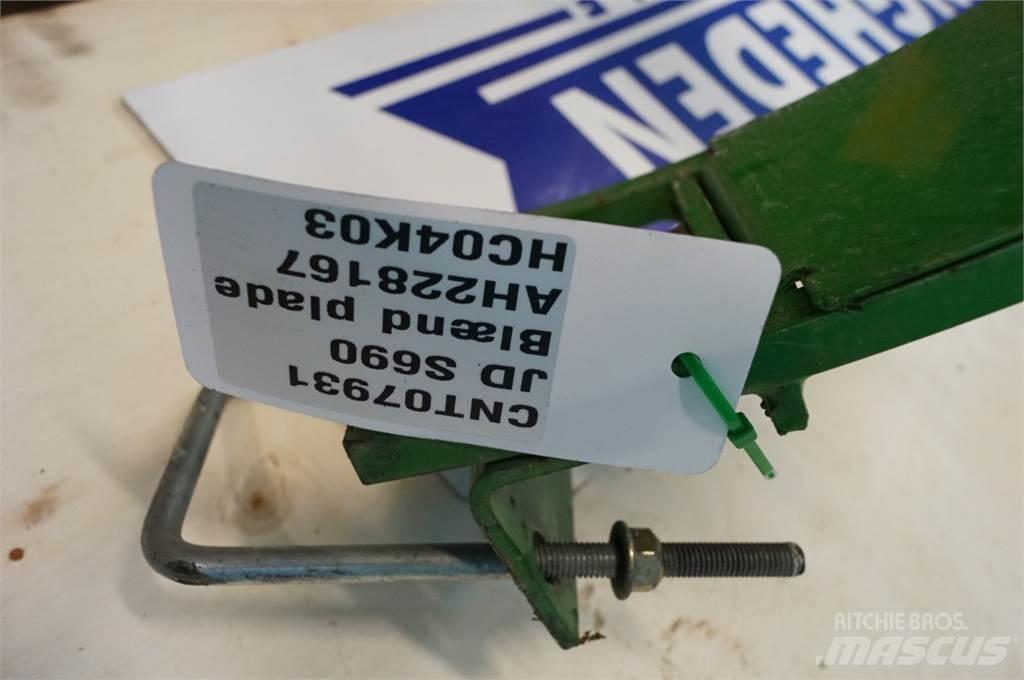 CNT07931
JD S690
Blænd plade
AH228167
HC04K03
RITCHIE BROS.
MASCUS